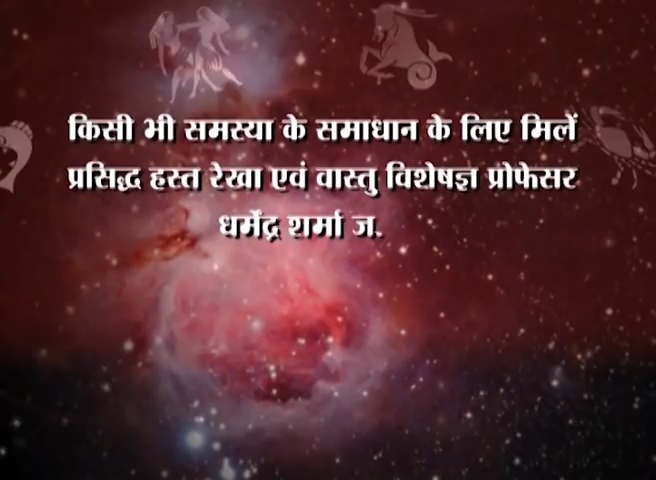 किसी भी समस्या के समाधान के लिए मिलें
प्रसिद्ध हस्त रेखा एवं वास्तु विशेषज्ञ प्रोफेसर
धर्मेंद्र शर्मा ज.